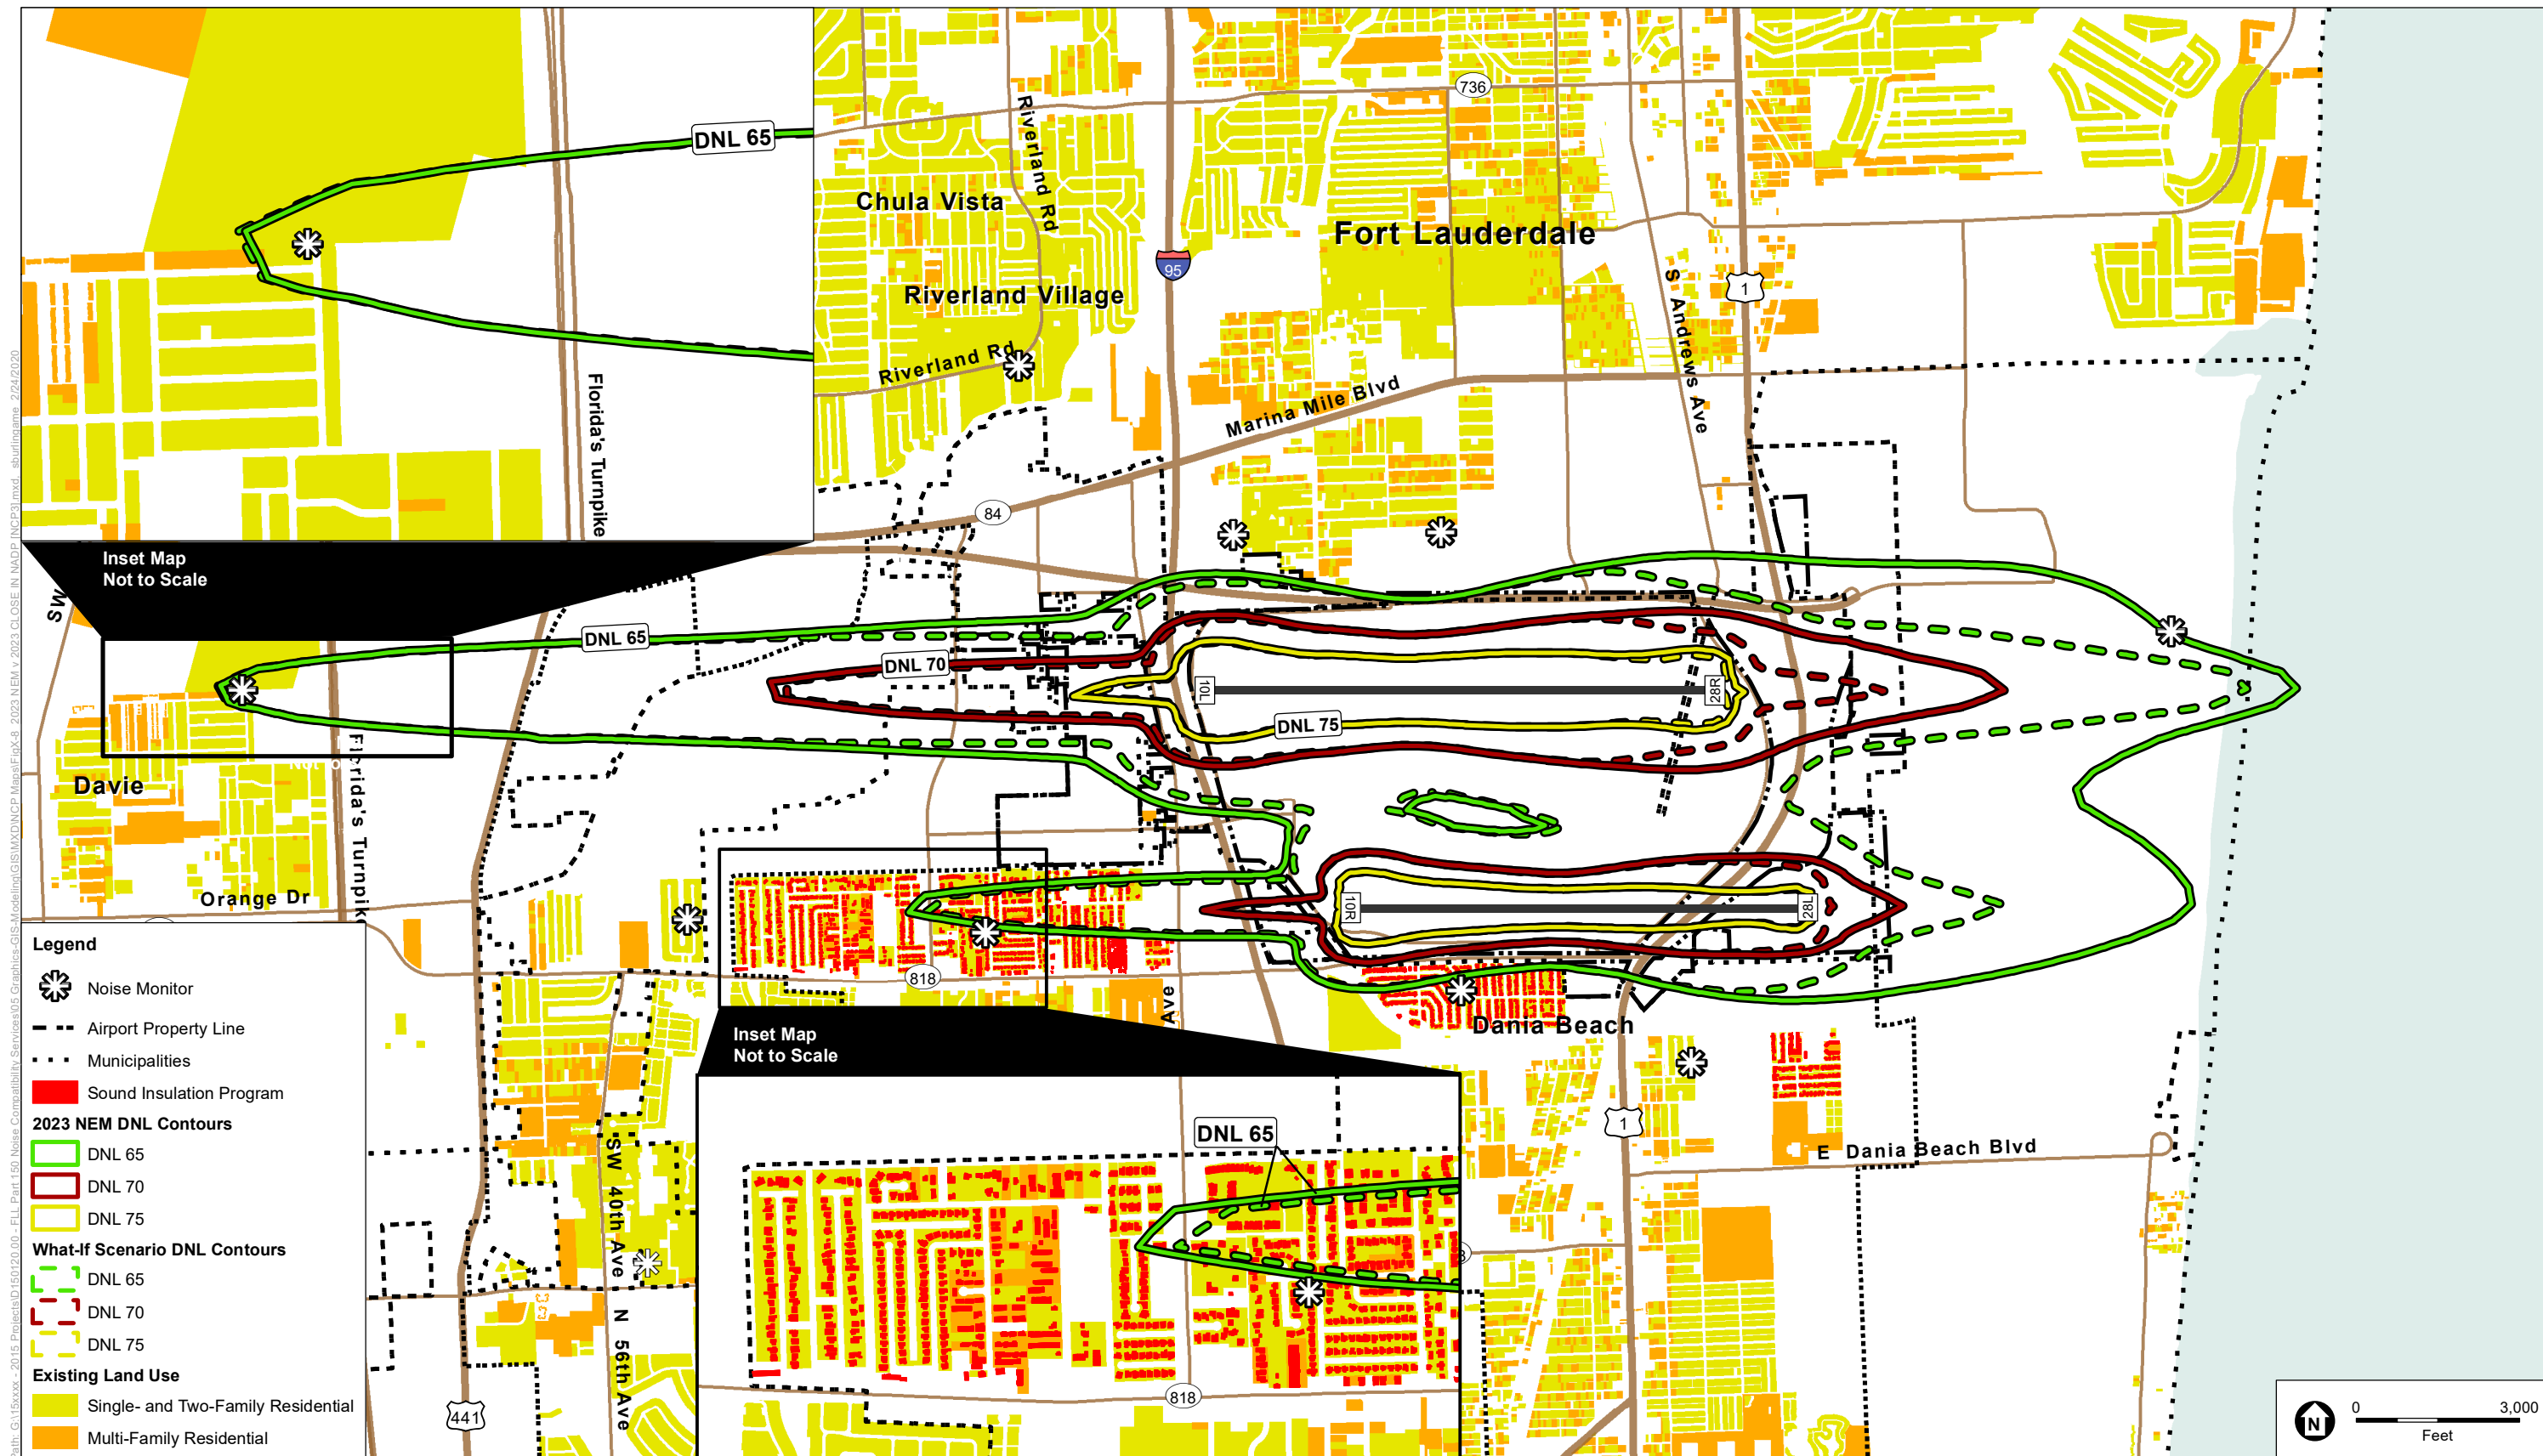 DNL 65
Florida's Turnpike
Inset Map
Not to Scale
736
Riverland Rd
Chula Vista
Fort Lauderdale
95
Riverland Village
1
S Andrews Ave
Riverland Rd
Marina Mile Blvd
84
SW
DNL 65
DNL 70
10L
28R
DNL 75
Florida's Turnpike
Davie
Orange Dr
10R
28L
818
Ave
Dania Beach
Inset Map
Not to Scale
1
E Dania Beach Blvd
DNL 65
818
SW 40th Ave
N 56th Ave
441
Legend
Noise Monitor
Airport Property Line
Municipalities
Sound Insulation Program
2023 NEM DNL Contours
DNL 65
DNL 70
DNL 75
What-If Scenario DNL Contours
DNL 65
DNL 70
DNL 75
Existing Land Use
Single- and Two-Family Residential
Multi-Family Residential
N
0 3,000
Feet